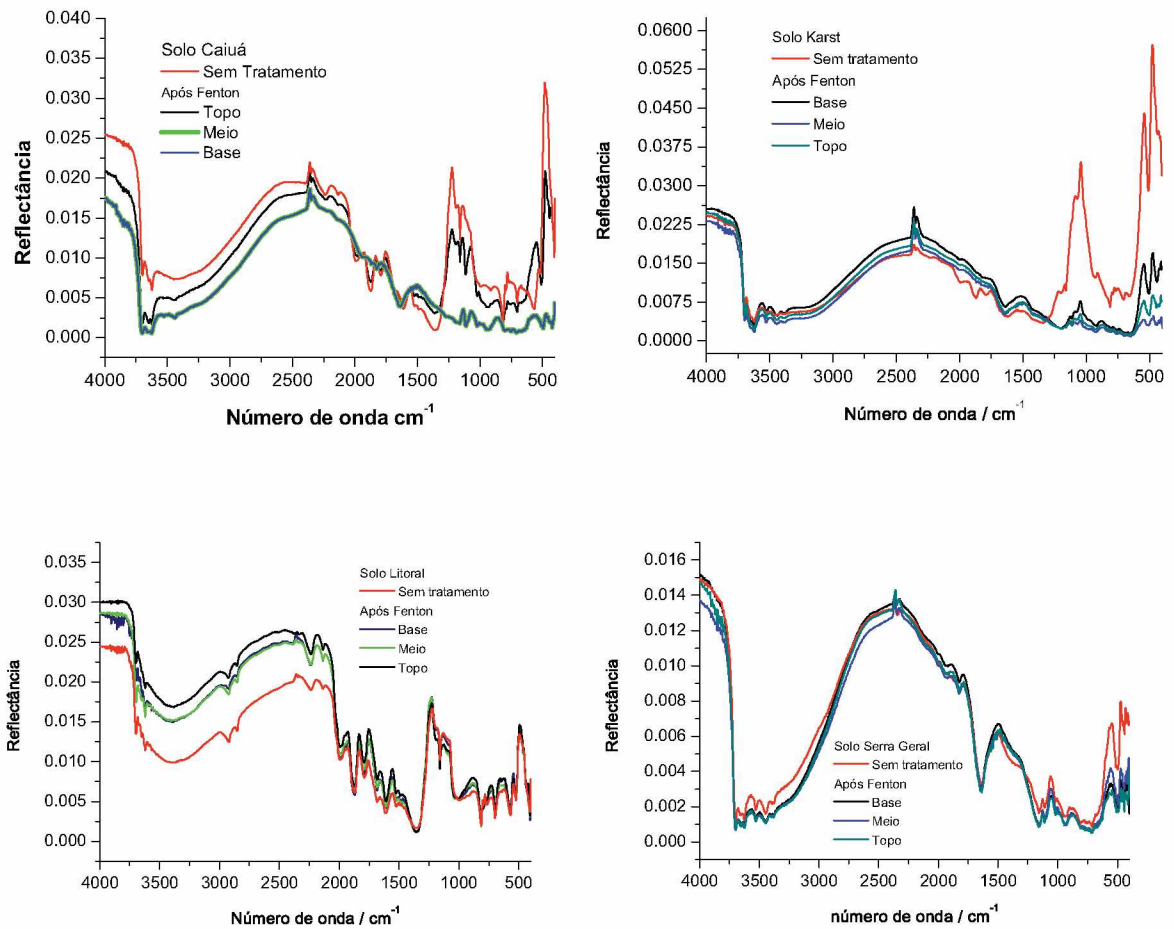 0.040
0.035
0.030
0.025
0.020
0.015
0.010
0.005
0.000
Reflectância
Solo Caiuá
Sem Tratamento
Após Fenton
Topo
Meio
Base
4000 3500 3000 2500 2000 1500 1000 500
Número de onda cm-1
0.0600
0.0525
0.0450
0.0375
0.0300
0.0225
0.0150
0.0075
0.0000
Reflectância
Solo Karst
Sem tratamento
Após Fenton
Base
Meio
Topo
4000 3500 3000 2500 2000 1500 1000 500
Número de onda / cm-1
0.035
0.030
0.025
0.020
0.015
0.010
0.005
0.000
Reflectância
Solo Litoral
Sem tratamento
Após Fenton
Base
Meio
Topo
4000 3500 3000 2500 2000 1500 1000 500
Número de onda / cm-1
0.016
0.014
0.012
0.010
0.008
0.006
0.004
0.002
0.000
Reflectância
Solo Serra Geral
Sem tratamento
Após Fenton
Base
Meio
Topo
4000 3500 3000 2500 2000 1500 1000 500
número de onda / cm-1